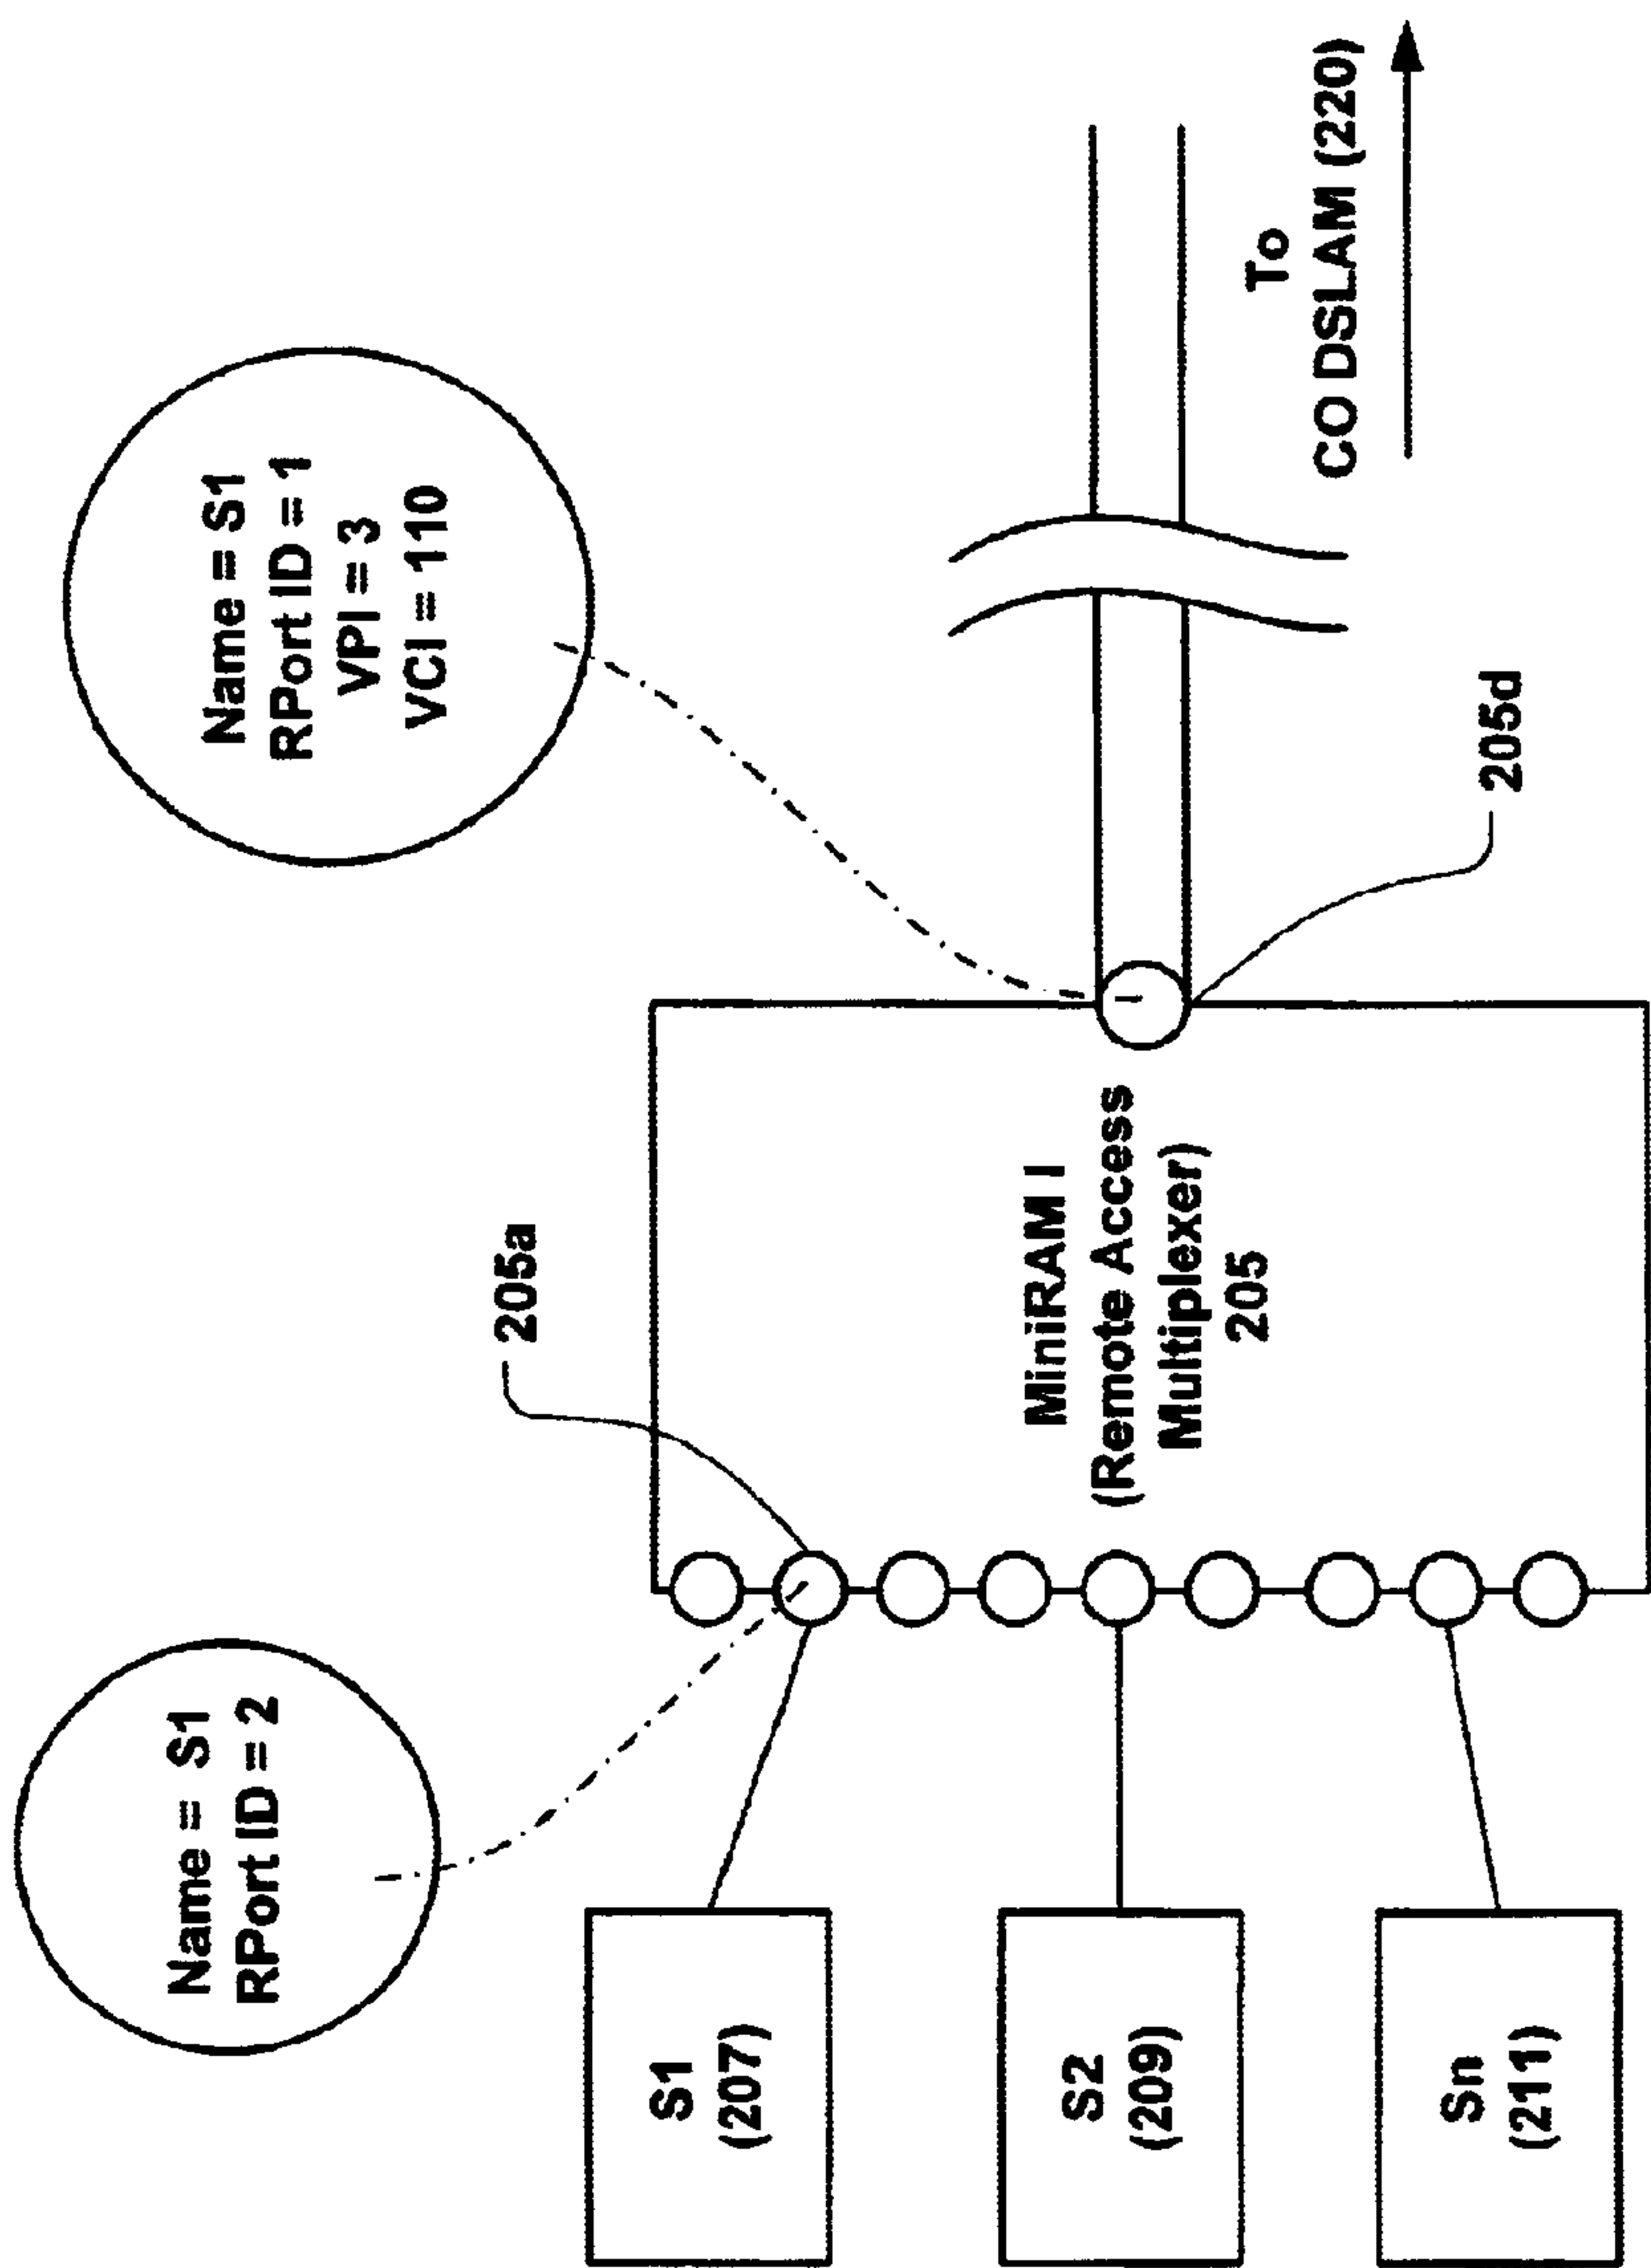 Name = S1
RPort ID = 2
Name = S1
RPort ID = 1
VPI = 3
VCI = 110
205a
S1
(207)
S2
(209)
Sn
(211)
MiniRAM I
(Remote Access
Multiplexer)
205
205d
To
CO DSLAM (220)